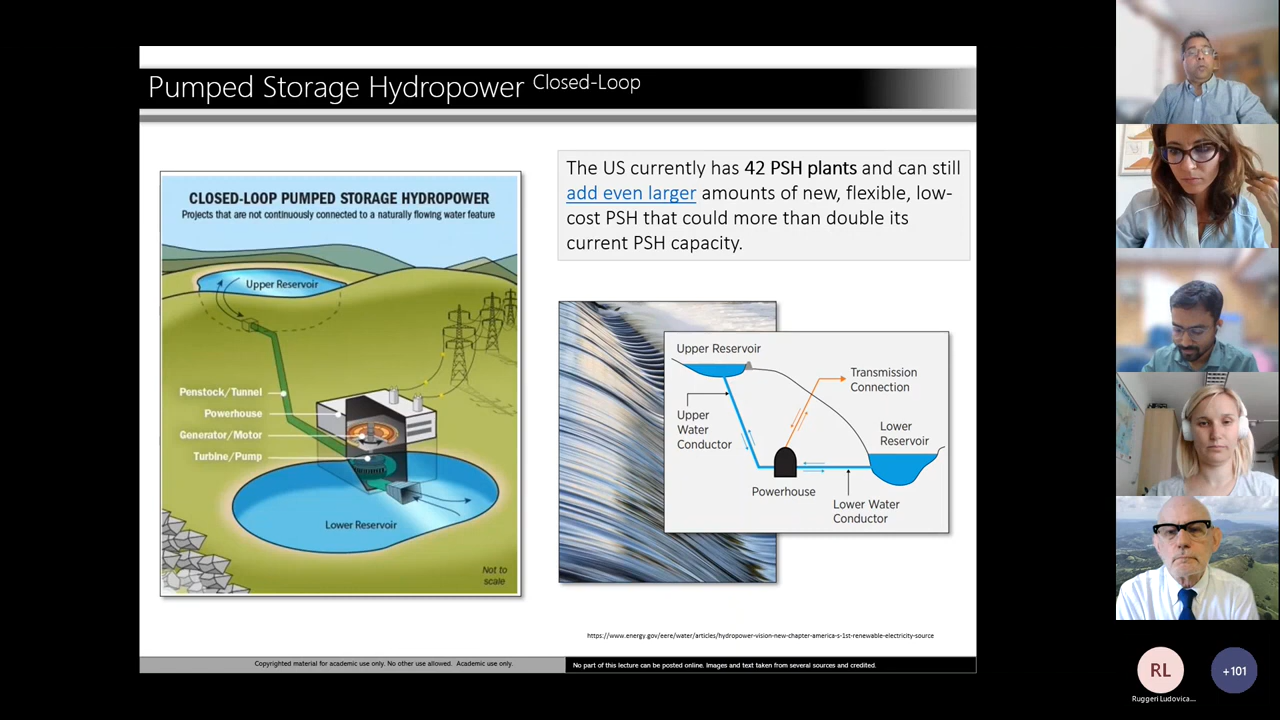 Pumped Storage Hydropower Closed-Loop
CLOSED-LOOP PUMPED STORAGE HYDROPOWER
Projects that are not continuously connected to a naturally flowing water feature
Upper Reservoir
Penstock/Tunnel
Powerhouse
Generator/Motor
Turbine/Pump
Lower Reservoir
Not to
scale
The US currently has 42 PSH plants and can still
add even larger amounts of new, flexible, low-
cost PSH that could more than double its
current PSH capacity.
Upper Reservoir
Transmission
Connection
Upper
Water
Conductor
Lower
Reservoir
Powerhouse
Lower Water
Conductor
https://www.energy.gov/eere/water/articles/hydropower-vision-new-chapter-america-s-1st-renewable-electricity-source
Copyrighted material for academic use only. No other use allowed. Academic use only.
No part of this lecture can be posted online. Images and text taken from several sources and credited.
RL
+101
Ruggeri Ludovica...